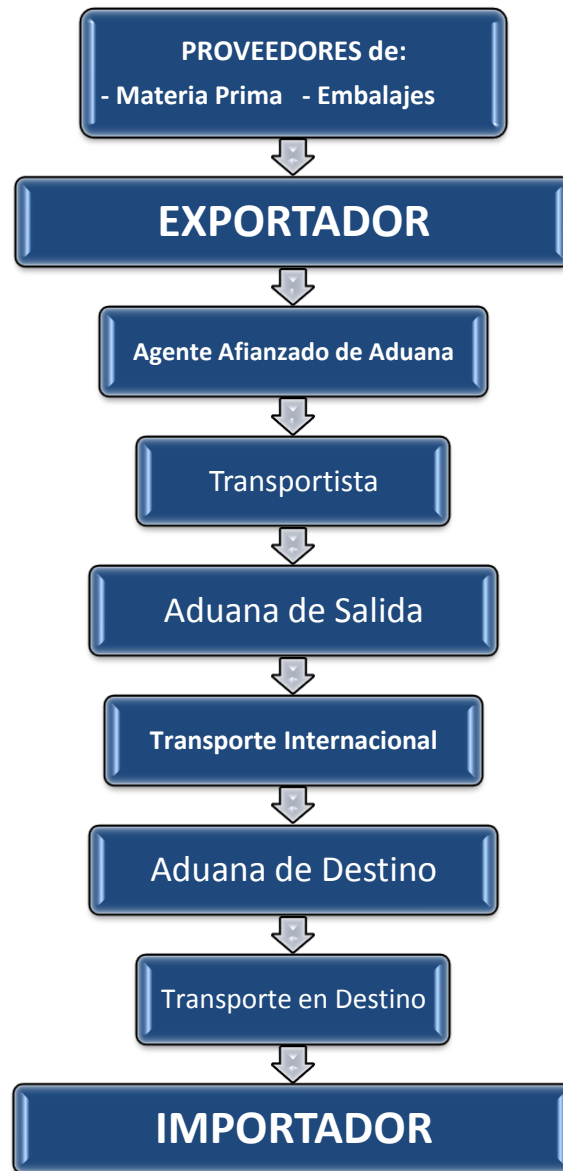 PROVEEDORES de:
- Materia Prima - Embalajes
EXPORTADOR
Agente Afianzado de Aduana
Transportista
Aduana de Salida
Transporte Internacional
Aduana de Destino
Transporte en Destino
IMPORTADOR